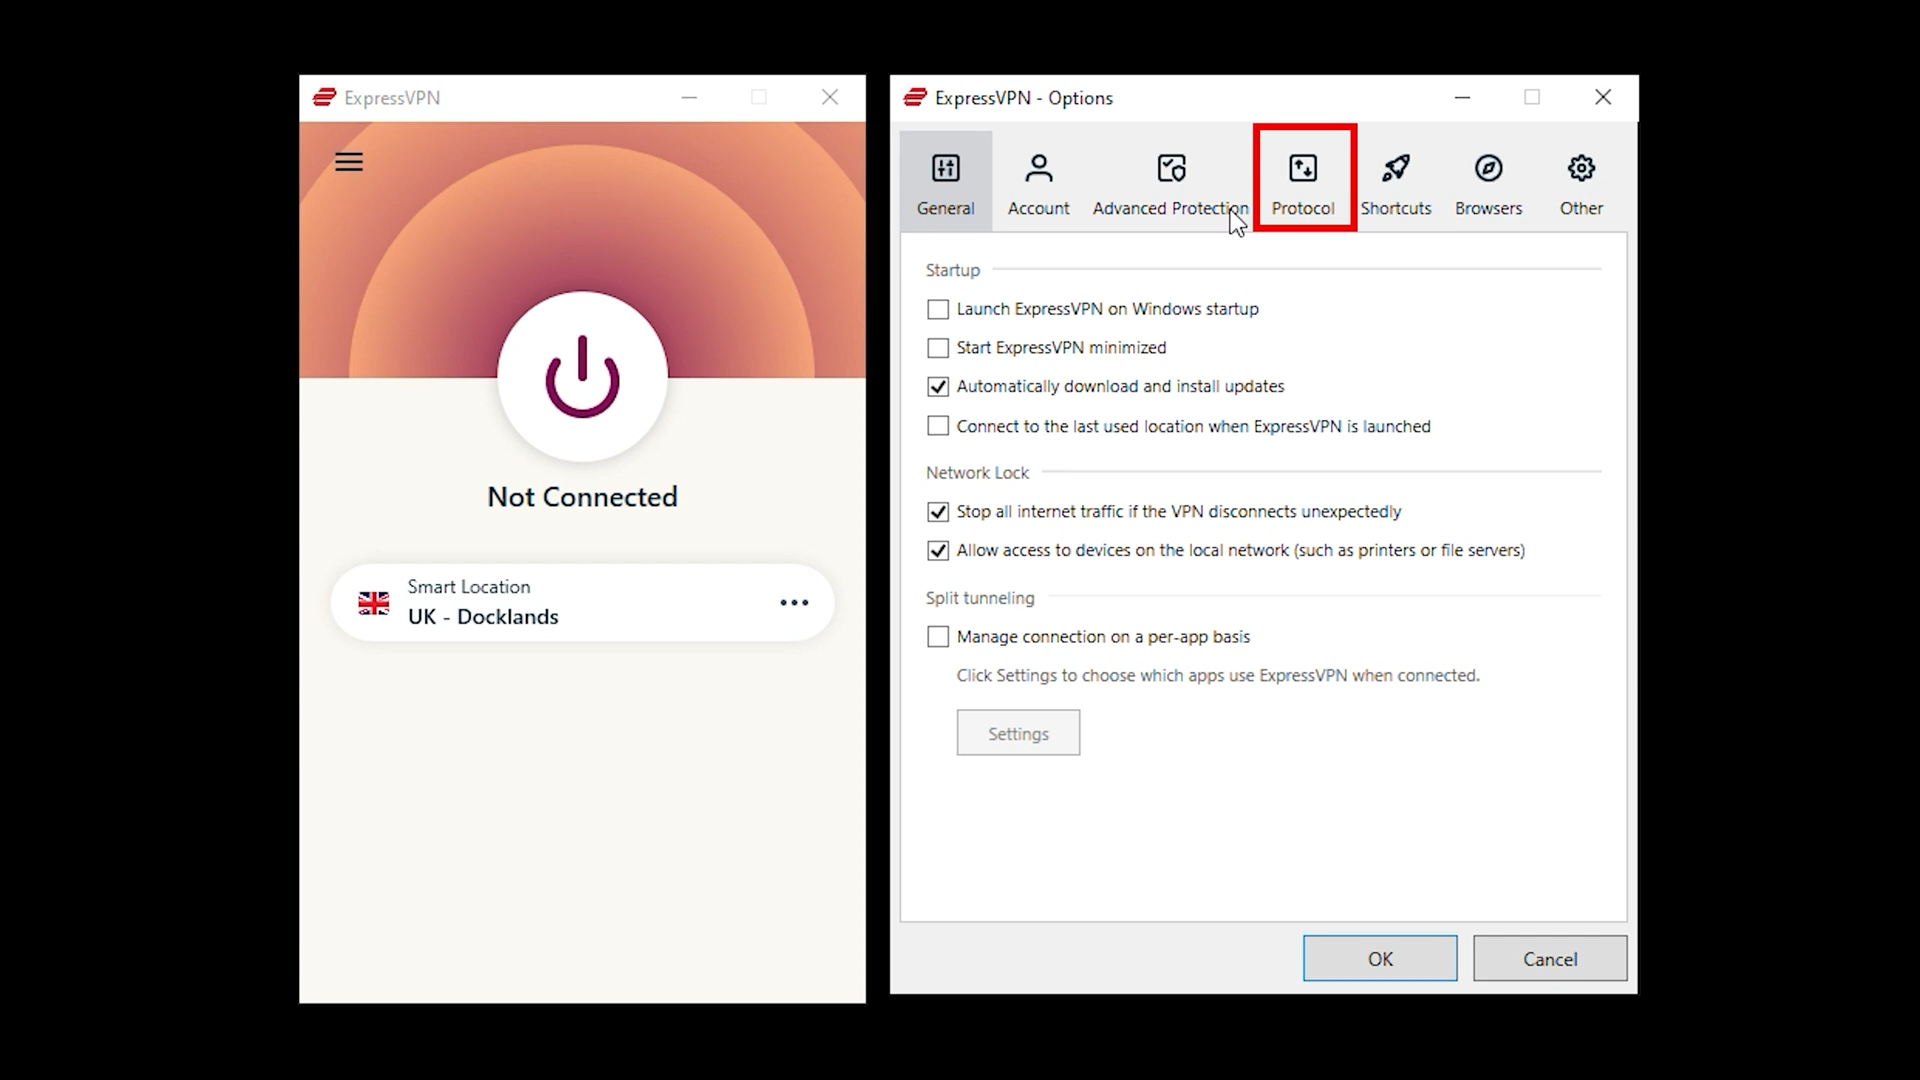 ExpressVPN
Not Connected
Smart Location
UK - Docklands
ExpressVPN - Options
General
Account
Advanced Protection
Protocol
Shortcuts
Browsers
Other
Startup
Launch ExpressVPN on Windows startup
Start ExpressVPN minimized
Automatically download and install updates
Connect to the last used location when ExpressVPN is launched
Network Lock
Stop all internet traffic if the VPN disconnects unexpectedly
Allow access to devices on the local network (such as printers or file servers)
Split tunneling
Manage connection on a per-app basis
Click Settings to choose which apps use ExpressVPN when connected.
Settings
OK
Cancel